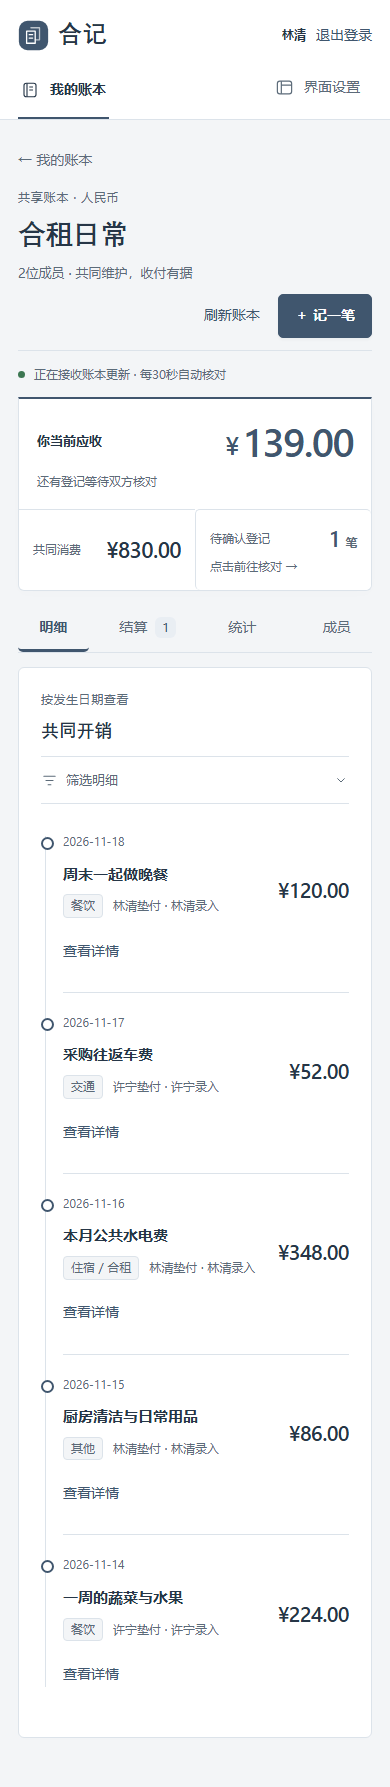 合记
林清 退出登录
我的账本
界面设置
← 我的账本
共享账本 · 人民币
合租日常
2位成员 · 共同维护，收付有据
刷新账本
+ 记一笔
正在接收账本更新 · 每30秒自动核对
你当前应收
¥139.00
还有登记等待双方核对
共同消费 ¥830.00
待确认登记 1 笔
点击前往核对 →
明细 结算 1 统计 成员
按发生日期查看
共同开销
筛选明细
2026-11-18
周末一起做晚餐
¥120.00
餐饮 林清垫付 · 林清录入
查看详情
2026-11-17
采购往返车费
¥52.00
交通 许宁垫付 · 许宁录入
查看详情
2026-11-16
本月公共水电费
¥348.00
住宿 / 合租 林清垫付 · 林清录入
查看详情
2026-11-15
厨房清洁与日常用品
¥86.00
其他 林清垫付 · 林清录入
查看详情
2026-11-14
一周的蔬菜与水果
¥224.00
餐饮 许宁垫付 · 许宁录入
查看详情